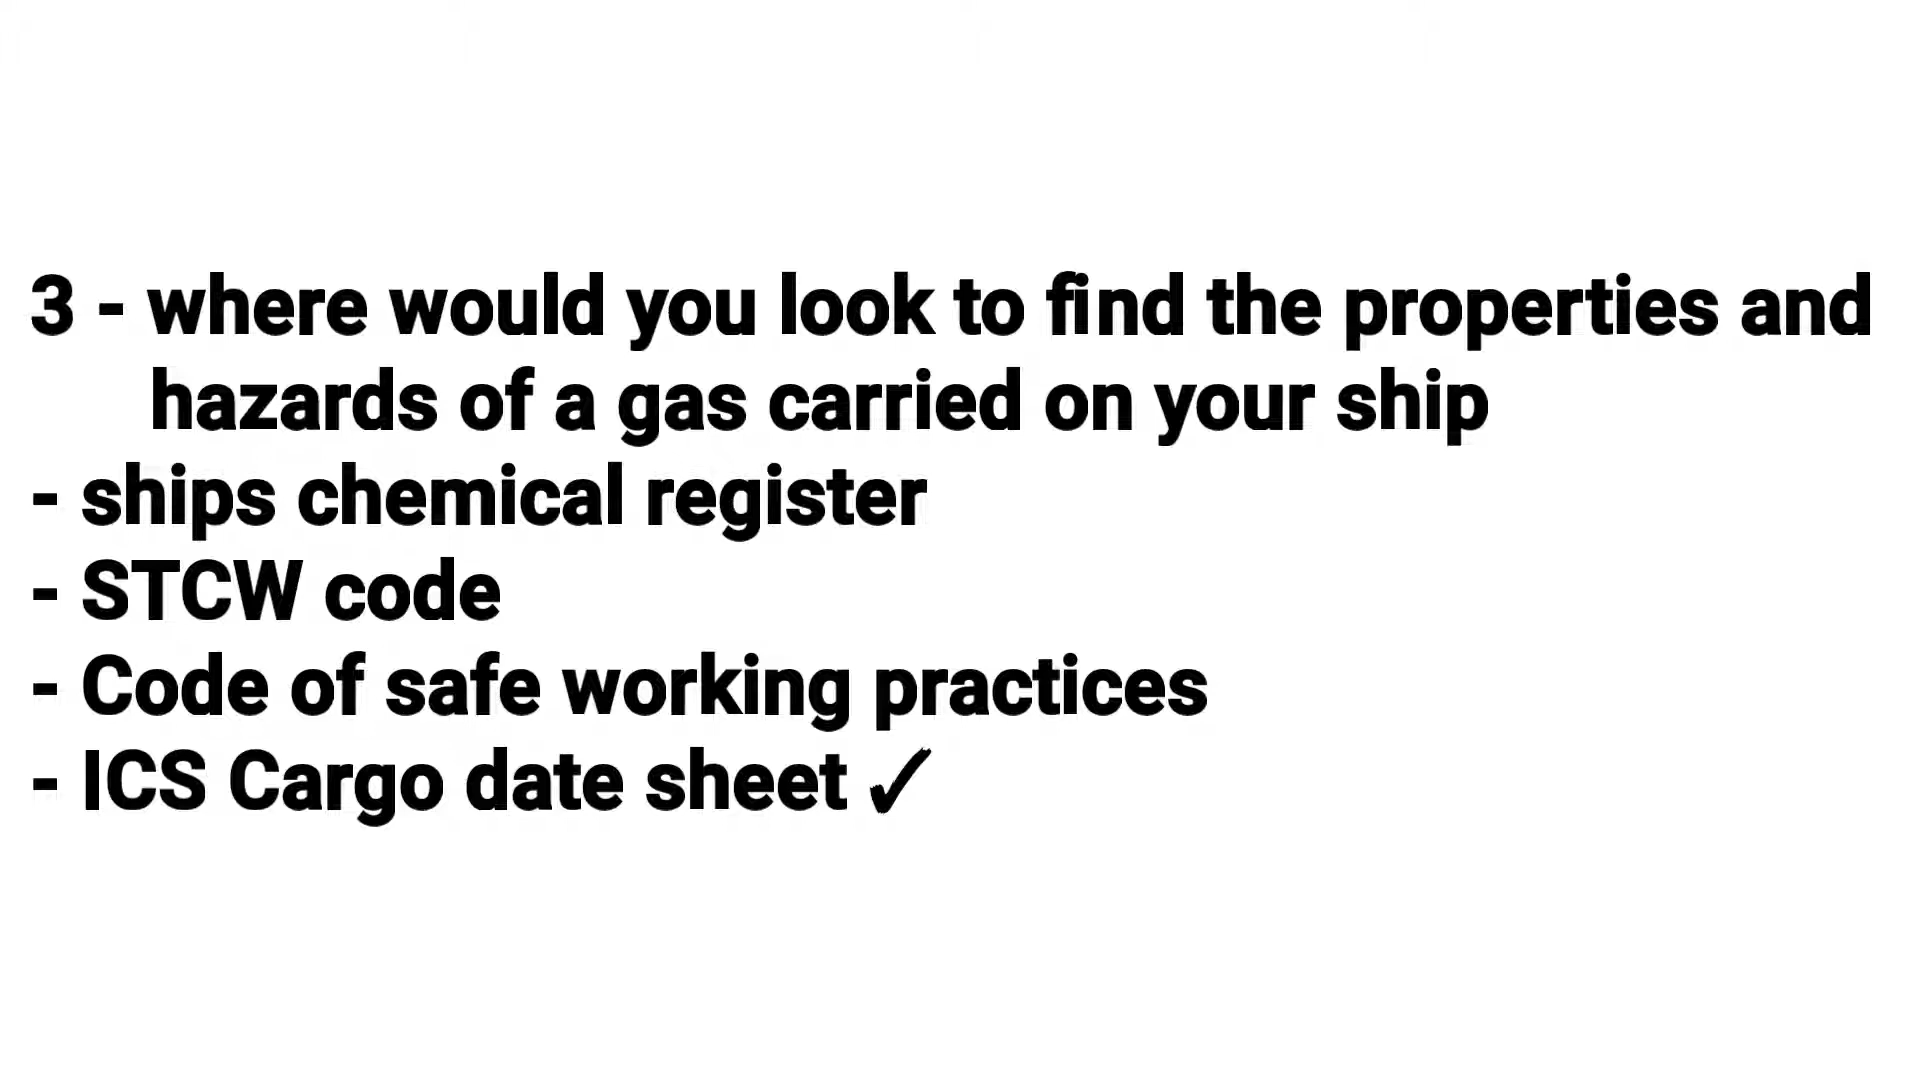 3 - where would you look to find the properties and
hazards of a gas carried on your ship
- ships chemical register
- STCW code
- Code of safe working practices
- ICS Cargo date sheet ✓